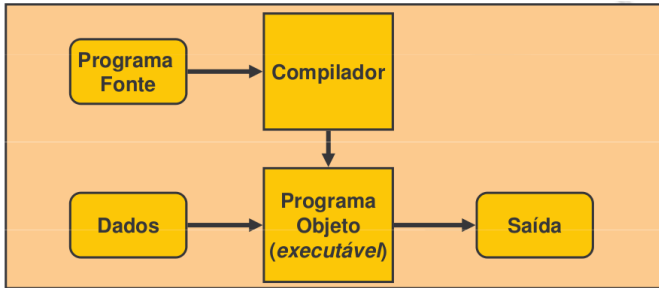 Programa
Fonte
Compilador
Dados
Programa
Objeto
(executável)
Saída